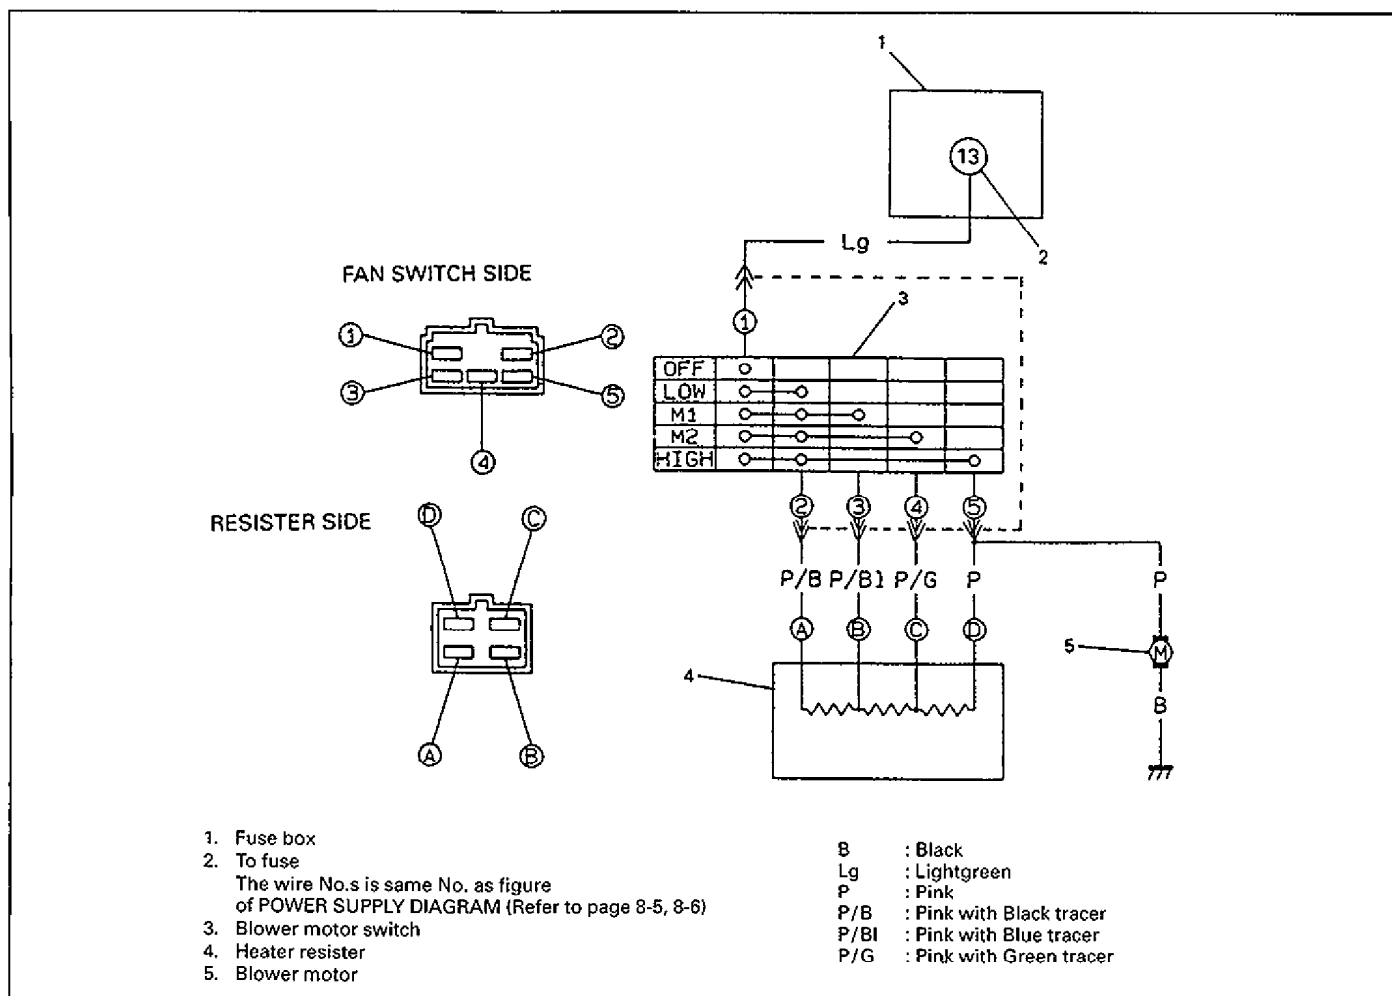 1
13
2
Lg
FAN SWITCH SIDE
1
2
3
5
4
1
3
OFF
LOW
M1
M2
HIGH
2
3
4
5
RESISTER SIDE
D
C
A
B
P/B P/Bl P/G P P
A
B
C
D
5
M
4
B
1. Fuse box
2. To fuse
The wire No.s is same No. as figure
of POWER SUPPLY DIAGRAM (Refer to page 8-5, 8-6)
3. Blower motor switch
4. Heater resister
5. Blower motor
B : Black
Lg : Lightgreen
P : Pink
P/B : Pink with Black tracer
P/Bl : Pink with Blue tracer
P/G : Pink with Green tracer